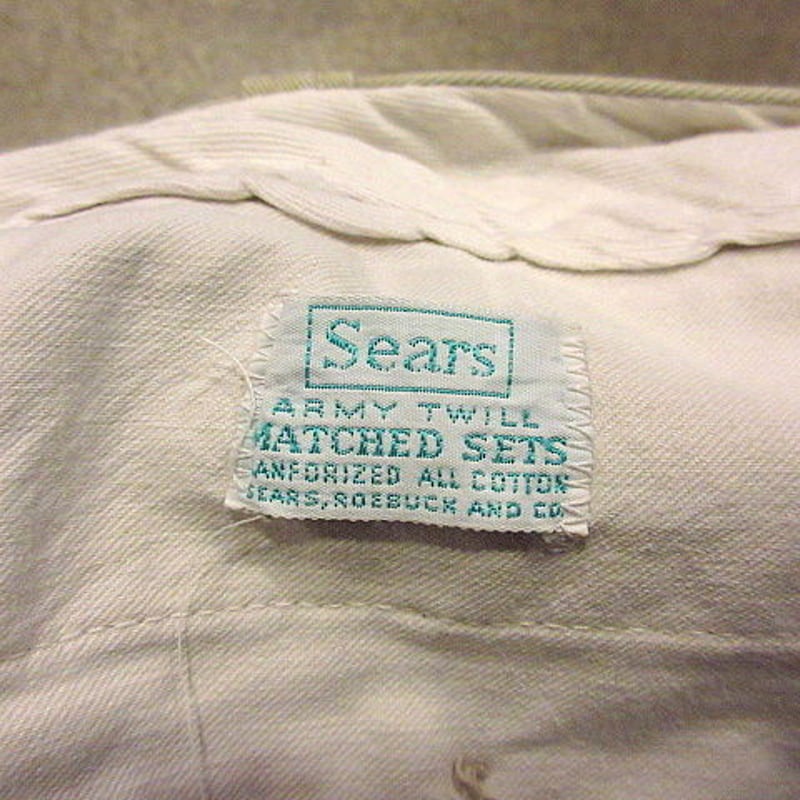 Sears
ARMY TWILL
MATCHED SETS
ANFORIZED ALL COTTON
SEARS, ROEBUCK AND CO